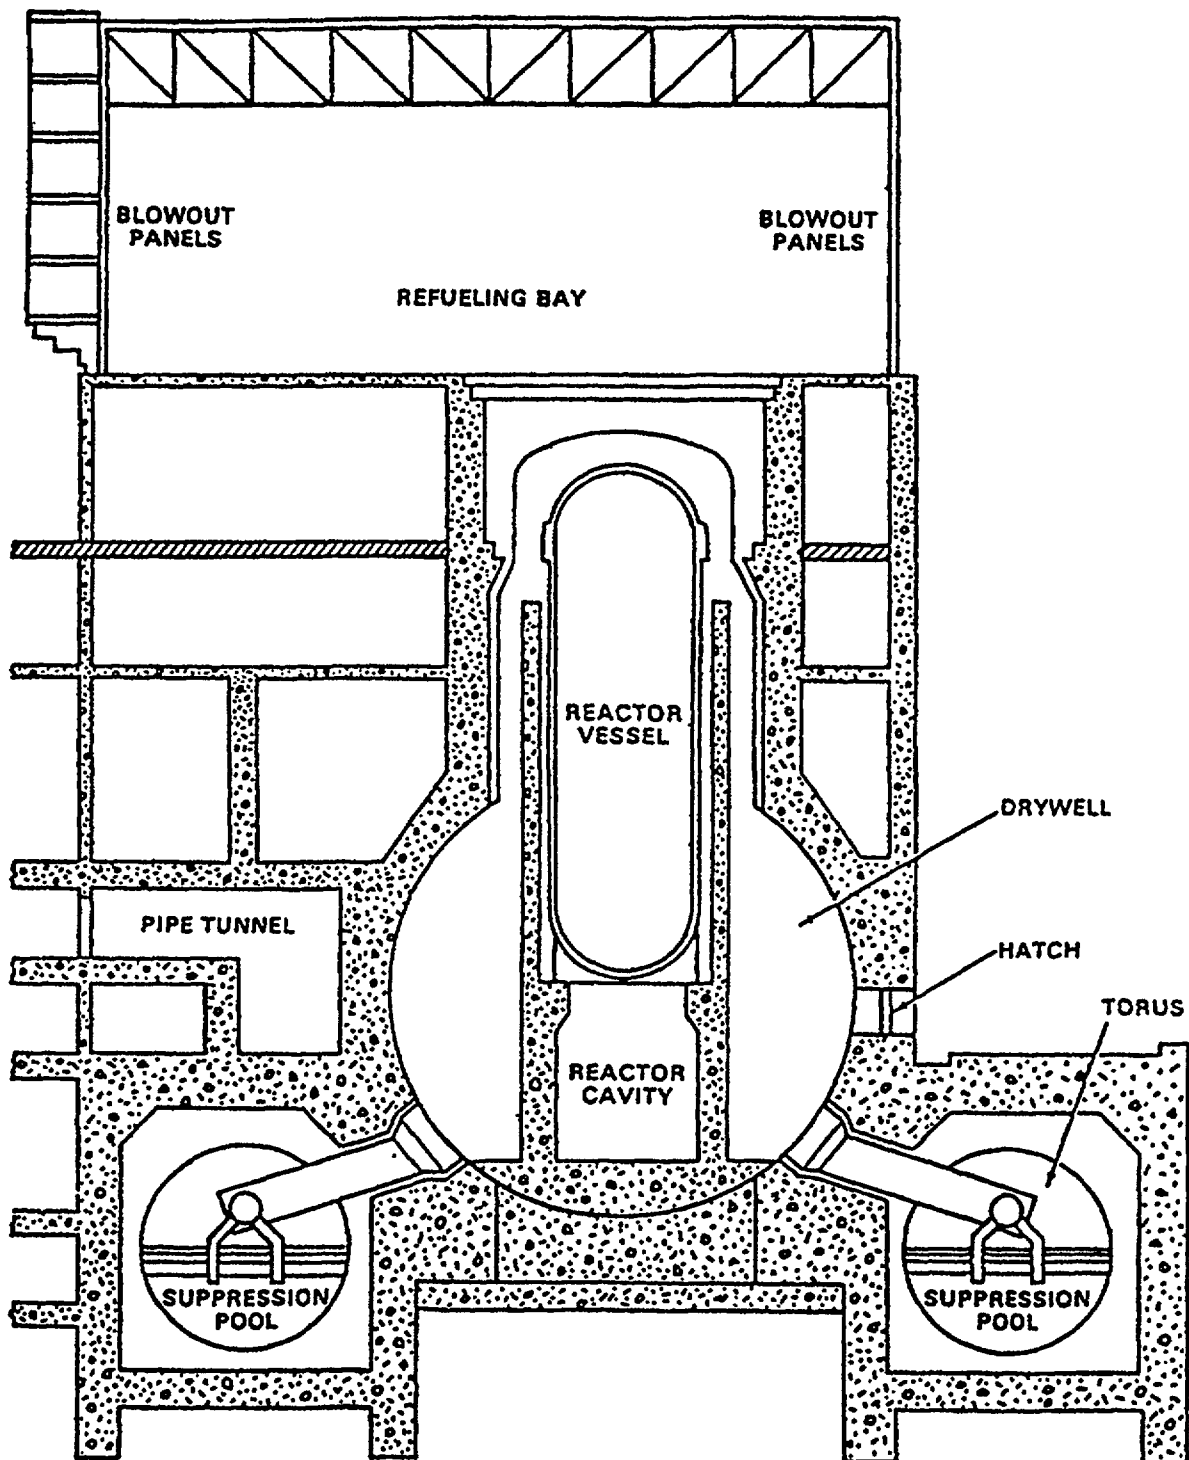 BLOWOUT
PANELS
BLOWOUT
PANELS
REFUELING BAY
REACTOR
VESSEL
DRYWELL
PIPE TUNNEL
HATCH
TORUS
REACTOR
CAVITY
SUPPRESSION
POOL
SUPPRESSION
POOL